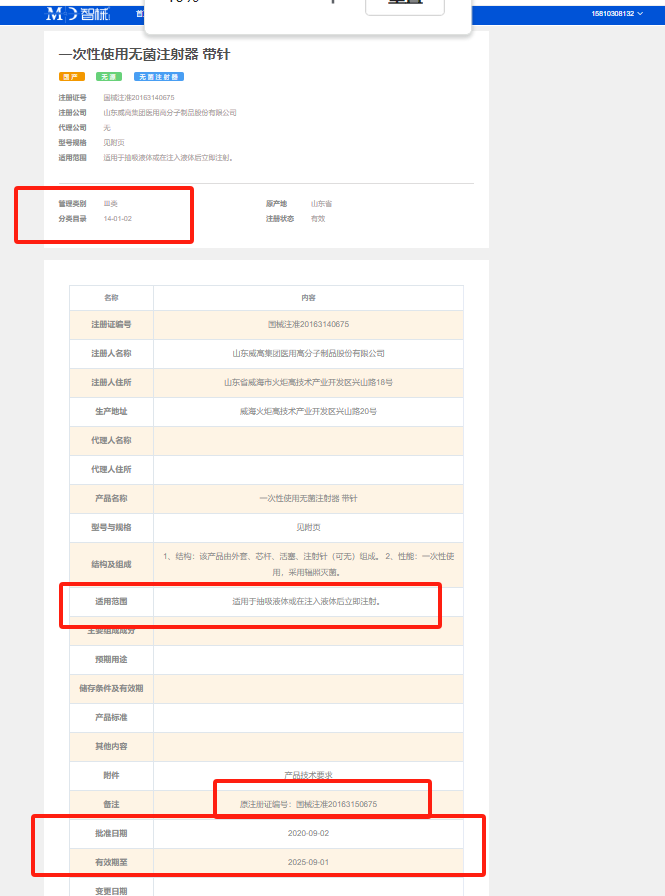 MD 智械
15810308132
一次性使用无菌注射器 带针
国产 无源 无菌注射器
注册证号 国械注准20163140675
注册公司 山东威高集团医用高分子制品股份有限公司
代理公司 无
型号规格 见附页
适用范围 适用于抽吸液体或在注入液体后立即注射。
管理类别 Ⅲ类 原产地 山东省
分类目录 14-01-02 注册状态 有效
名称 内容
注册证编号 国械注准20163140675
注册人名称 山东威高集团医用高分子制品股份有限公司
注册人住所 山东省威海市火炬高技术产业开发区兴山路18号
生产地址 威海火炬高技术产业开发区兴山路20号
代理人名称
代理人住所
产品名称 一次性使用无菌注射器 带针
型号与规格 见附页
结构及组成 1、结构：该产品由外套、芯杆、活塞、注射针（可无）组成。 2、性能：一次性使
用，采用辐照灭菌。
适用范围 适用于抽吸液体或在注入液体后立即注射。
主要组成成分
预期用途
储存条件及有效期
产品标准
其他内容
附件 产品技术要求
备注 原注册证编号：国械注准20163150675
批准日期 2020-09-02
有效期至 2025-09-01
变更日期